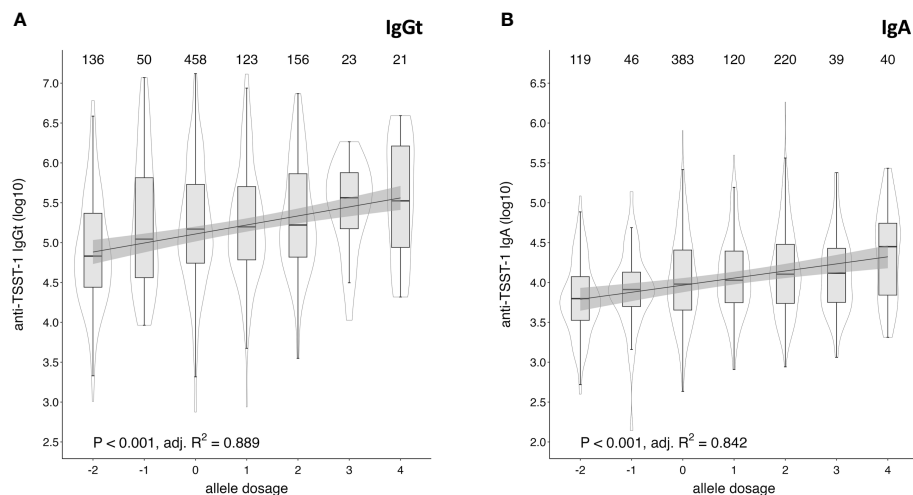 A
IgGt
136 50 458 123 156 23 21
7.0
6.5
6.0
5.5
5.0
4.5
4.0
3.5
3.0
2.5
anti-TSST-1 IgGt (log10)
P < 0.001, adj. R² = 0.889
-2 -1 0 1 2 3 4
allele dosage
B
IgA
119 46 383 120 220 39 40
6.5
6.0
5.5
5.0
4.5
4.0
3.5
3.0
2.5
2.0
anti-TSST-1 IgA (log10)
P < 0.001, adj. R² = 0.842
-2 -1 0 1 2 3 4
allele dosage